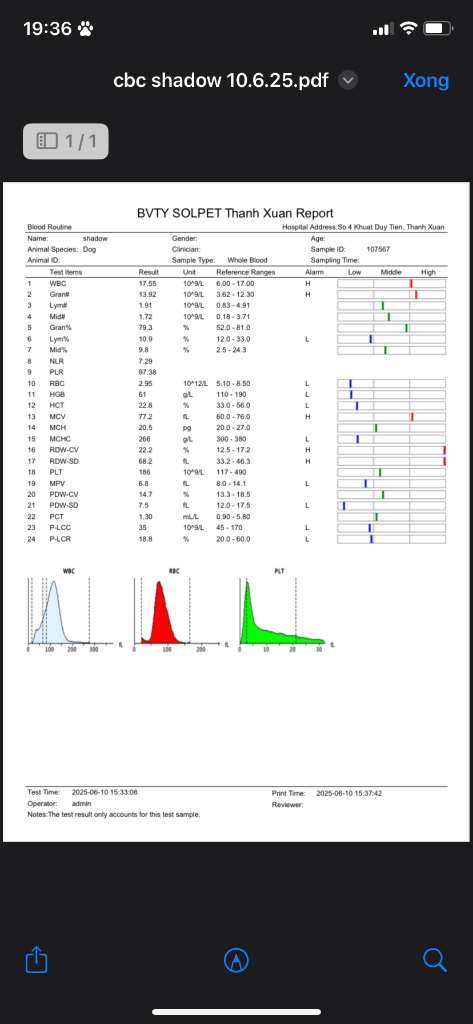 19:36
cbc shadow 10.6.25.pdf
Xong
1/1
BVTY SOLPET Thanh Xuan Report
Blood Routine Hospital Address:So 4 Khuat Duy Tien, Thanh Xuan
Name: shadow Gender: Age:
Animal Species: Dog Clinician: Sample ID: 107567
Animal ID: Sample Type: Whole Blood Sampling Time:
Test Items Result Unit Reference Ranges Alarm Low Middle High
1 WBC 17.55 10^9/L 6.00 - 17.00 H
2 Gran# 13.92 10^9/L 3.62 - 12.30 H
3 Lym# 1.91 10^9/L 0.83 - 4.91
4 Mid# 1.72 10^9/L 0.18 - 3.71
5 Gran% 79.3 % 52.0 - 81.0
6 Lym% 10.9 % 12.0 - 33.0 L
7 Mid% 9.8 % 2.5 - 24.3
8 NLR 7.29
9 PLR 97.38
10 RBC 2.95 10^12/L 5.10 - 8.50 L
11 HGB 61 g/L 110 - 190 L
12 HCT 22.8 % 33.0 - 56.0 L
13 MCV 77.2 fL 60.0 - 76.0 H
14 MCH 20.5 pg 20.0 - 27.0
15 MCHC 266 g/L 300 - 380 L
16 RDW-CV 22.2 % 12.5 - 17.2 H
17 RDW-SD 68.2 fL 33.2 - 46.3 H
18 PLT 186 10^9/L 117 - 490
19 MPV 6.8 fL 8.0 - 14.1 L
20 PDW-CV 14.7 % 13.3 - 18.5
21 PDW-SD 7.5 fL 12.0 - 17.5 L
22 PCT 1.30 mL/L 0.90 - 5.80
23 P-LCC 35 10^9/L 45 - 170 L
24 P-LCR 18.8 % 20.0 - 60.0 L
WBC RBC PLT
0 100 200 300 fL 0 100 200 fL 0 10 20 30 fL
Test Time: 2025-06-10 15:33:08 Print Time: 2025-06-10 15:37:42
Operator: admin Reviewer:
Notes:The test result only accounts for this test sample.